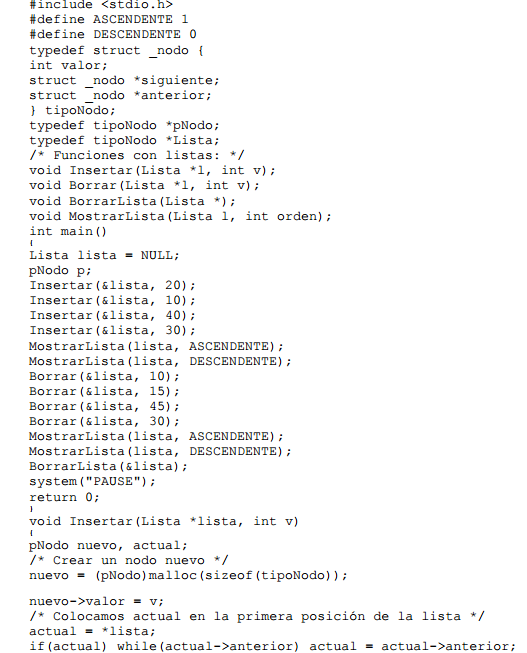 #include <stdio.h>
#define ASCENDENTE 1
#define DESCENDENTE 0
typedef struct _nodo {
int valor;
struct _nodo *siguiente;
struct _nodo *anterior;
} tipoNodo;
typedef tipoNodo *pNodo;
typedef tipoNodo *Lista;
/* Funciones con listas: */
void Insertar(Lista *l, int v);
void Borrar(Lista *l, int v);
void BorrarLista(Lista *);
void MostrarLista(Lista l, int orden);
int main()
{
Lista lista = NULL;
pNodo p;
Insertar(&lista, 20);
Insertar(&lista, 10);
Insertar(&lista, 40);
Insertar(&lista, 30);
MostrarLista(lista, ASCENDENTE);
MostrarLista(lista, DESCENDENTE);
Borrar(&lista, 10);
Borrar(&lista, 15);
Borrar(&lista, 45);
Borrar(&lista, 30);
MostrarLista(lista, ASCENDENTE);
MostrarLista(lista, DESCENDENTE);
BorrarLista(&lista);
system("PAUSE");
return 0;
}
void Insertar(Lista *lista, int v)
{
pNodo nuevo, actual;
/* Crear un nodo nuevo */
nuevo = (pNodo)malloc(sizeof(tipoNodo));
nuevo->valor = v;
/* Colocamos actual en la primera posición de la lista */
actual = *lista;
if(actual) while(actual->anterior) actual = actual->anterior;